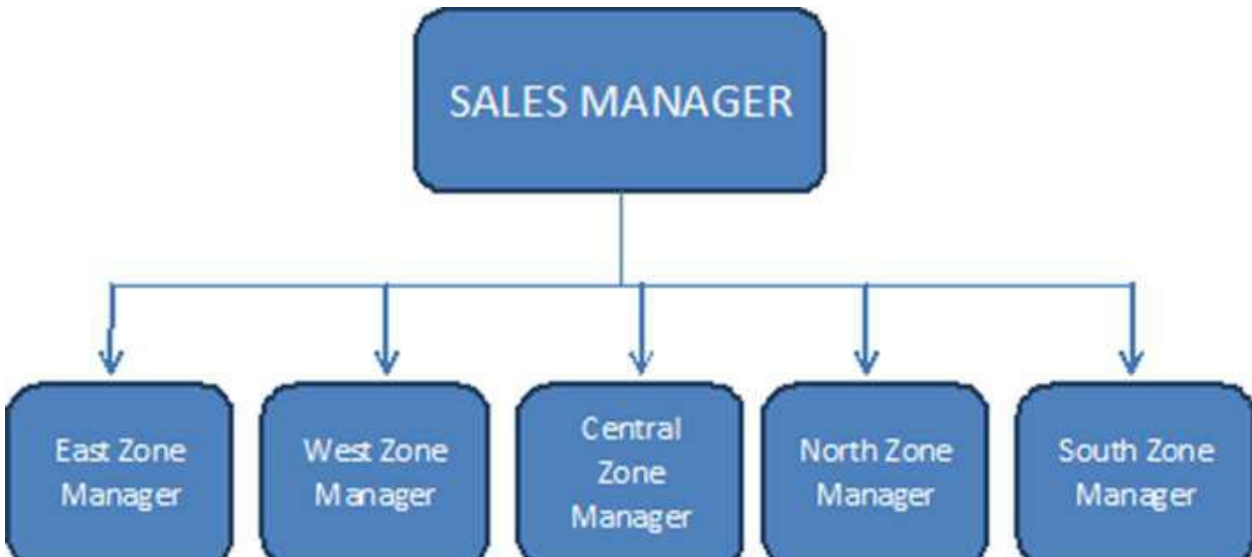 SALES MANAGER
East Zone
Manager
West Zone
Manager
Central
Zone
Manager
North Zone
Manager
South Zone
Manager